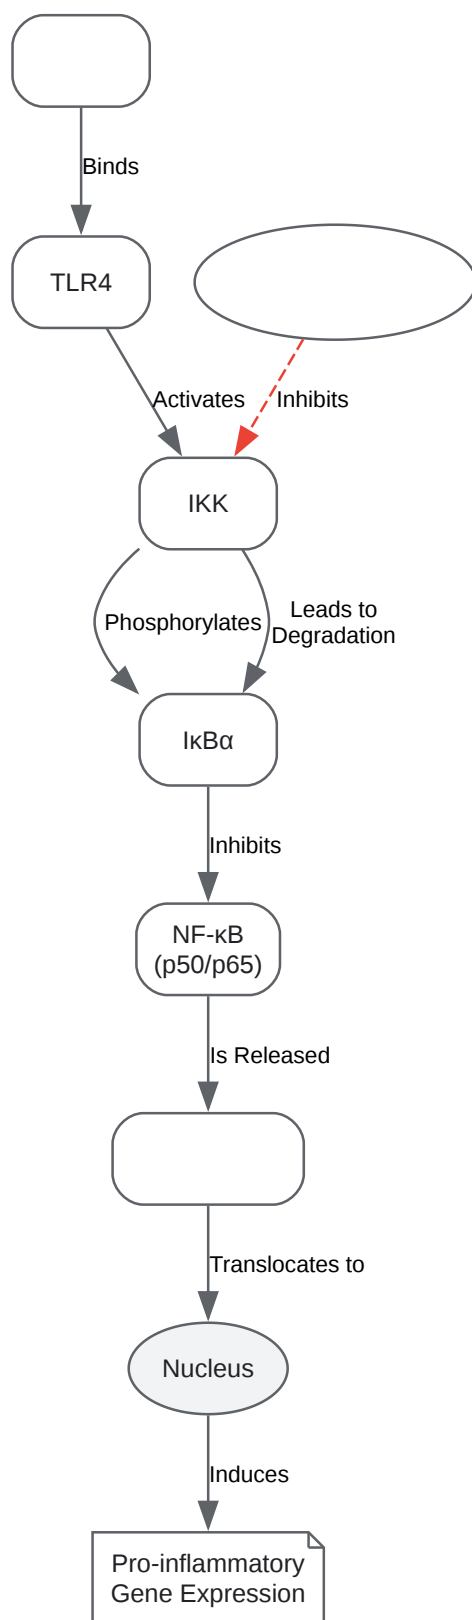 Binds
TLR4
Activates
Inhibits
IKK
Phosphorylates
Leads to
Degradation
IκBα
Inhibits
NF-κB
(p50/p65)
Is Released
Translocates to
Nucleus
Induces
Pro-inflammatory
Gene Expression